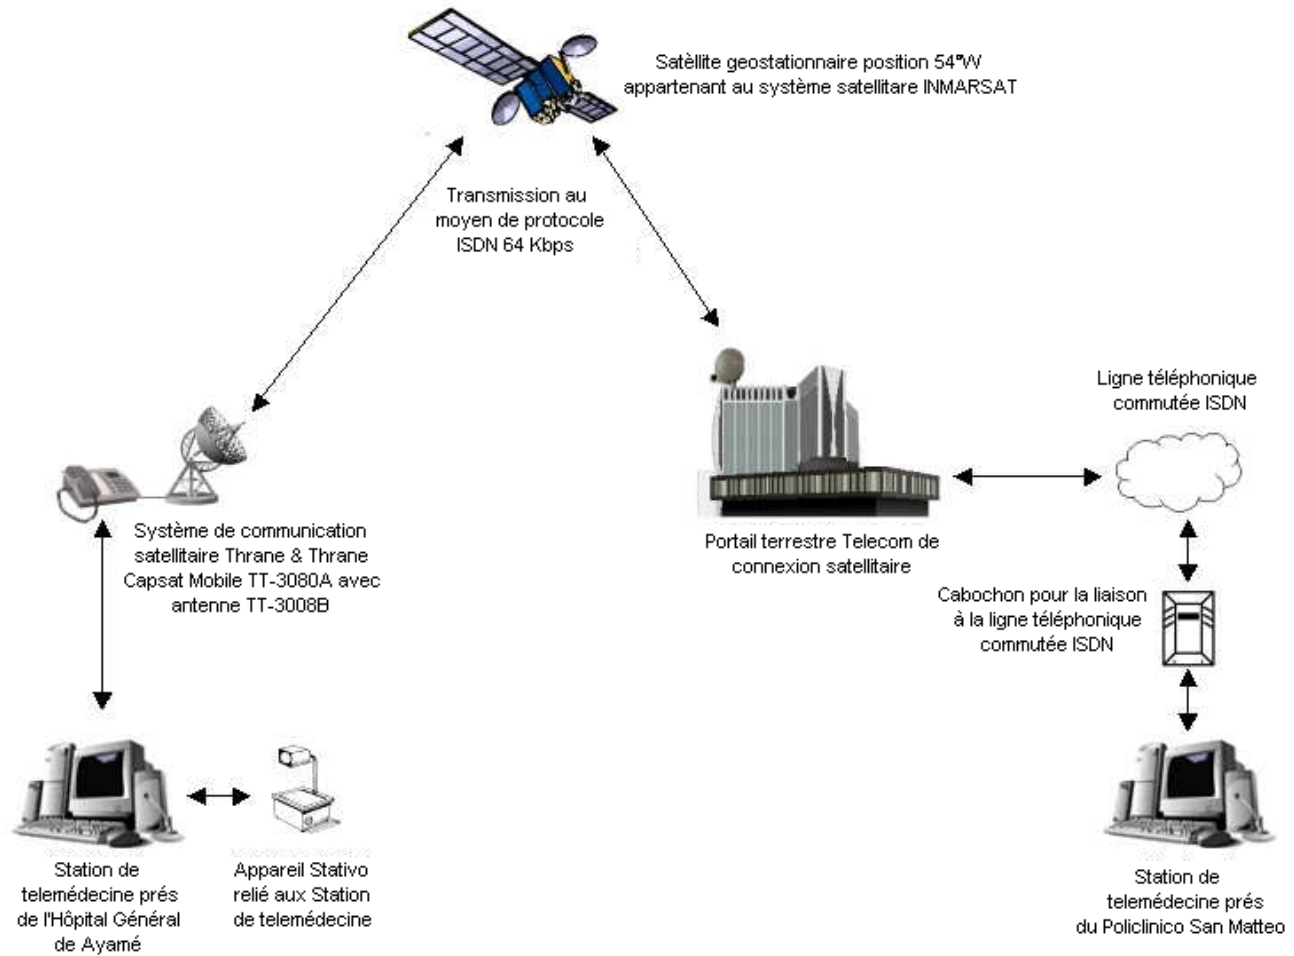 Satèllite geostationnaire position 54°W
appartenant au système satellitare INMARSAT
Transmission au
moyen de protocole
ISDN 64 Kbps
Ligne téléphonique
commutée ISDN
Système de communication
satellitaire Thrane & Thrane
Capsat Mobile TT-3080A avec
antenne TT-3008B
Portail terrestre Telecom de
connexion satellitaire
Cabochon pour la liaison
à la ligne téléphonique
commutée ISDN
Station de
telemédecine prés
de l'Hôpital Général
de Ayamé
Appareil Stativo
relié aux Station
de telemédecine
Station de
telemédecine prés
du Policlinico San Matteo